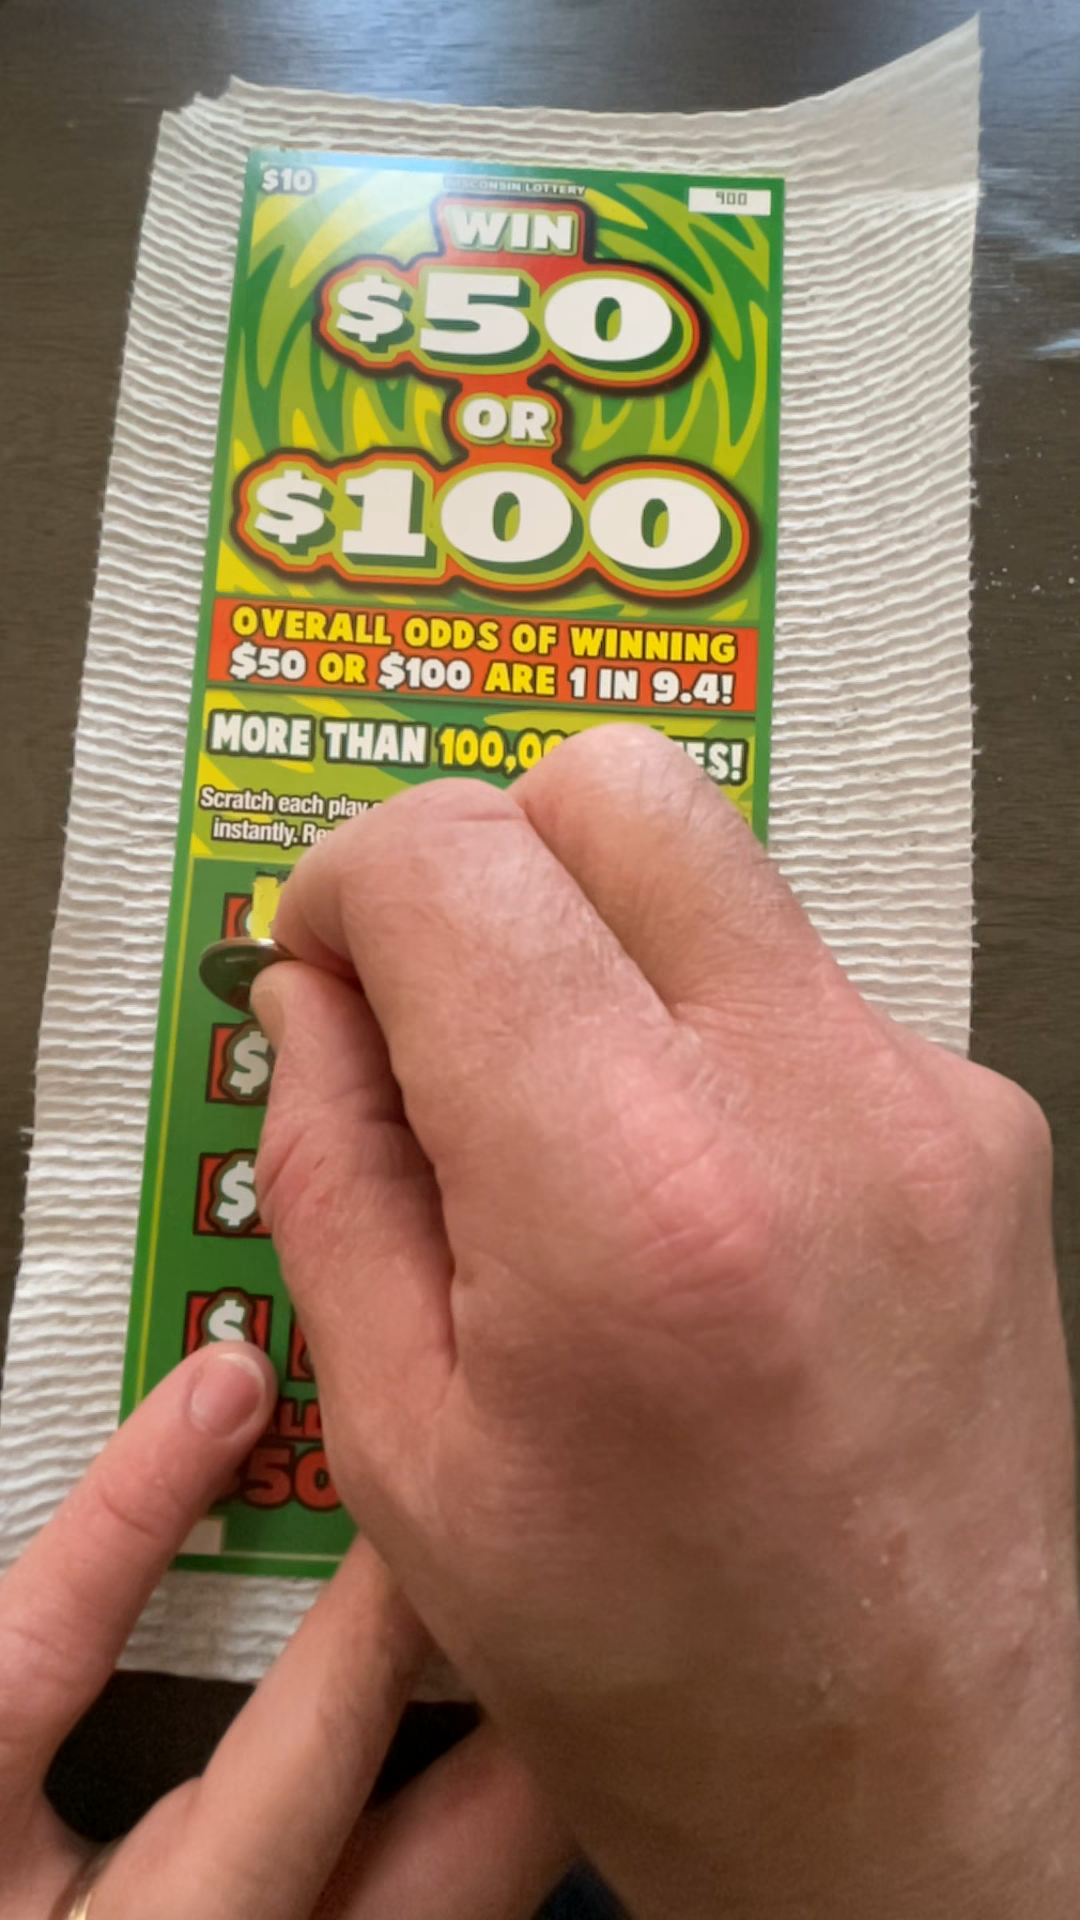 $10
WISCONSIN LOTTERY
900
WIN
$50
OR
$100
OVERALL ODDS OF WINNING
$50 OR $100 ARE 1 IN 9.4!
MORE THAN 100,0
ES!
Scratch each play
instantly. Re
$
$
$
50